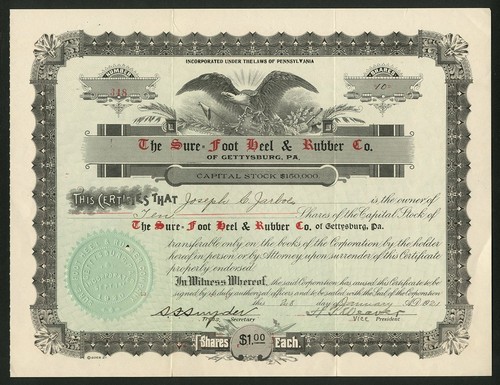 INCORPORATED UNDER THE LAWS OF PENNSYLVANIA
NUMBER
SHARES
118
10
The Sure-Foot Heel & Rubber Co.
OF GETTYSBURG, PA.
CAPITAL STOCK $150,000.
THIS CERTIFIES THAT Joseph C. is the owner of
Ten Shares of the Capital Stock of
The Sure-Foot Heel & Rubber Co. of Gettysburg, Pa.
transferable only on the books of the Corporation by the holder
hereof in person or by Attorney upon surrender of this Certificate
properly endorsed.
In Witness Whereof, the said Corporation has caused this Certificate to be
signed by its duly authorized officers and to be sealed with the Seal of the Corporation
this day of January A.D. 1921
S.S. Snyder
Treas. Secretary
Vice President
Shares $1.00 Each.